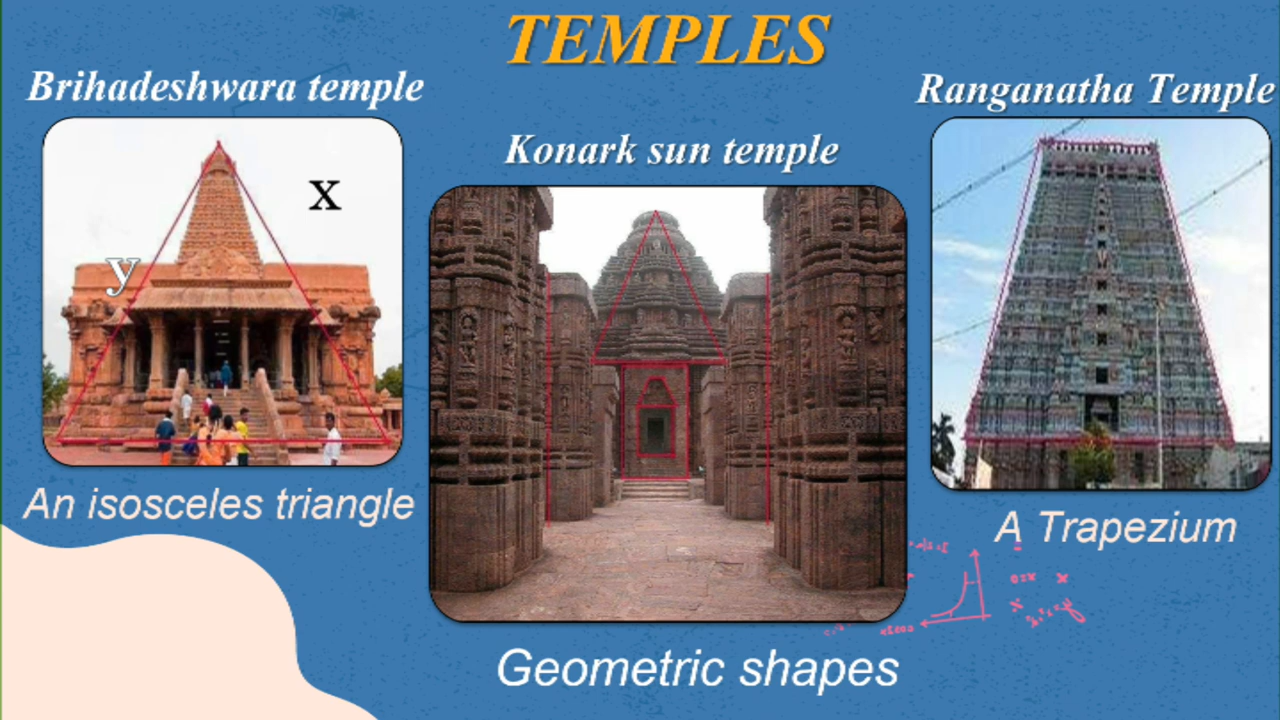 TEMPLES
Brihadeshwara temple
Konark sun temple
Ranganatha Temple
x
y
An isosceles triangle
A Trapezium
Geometric shapes